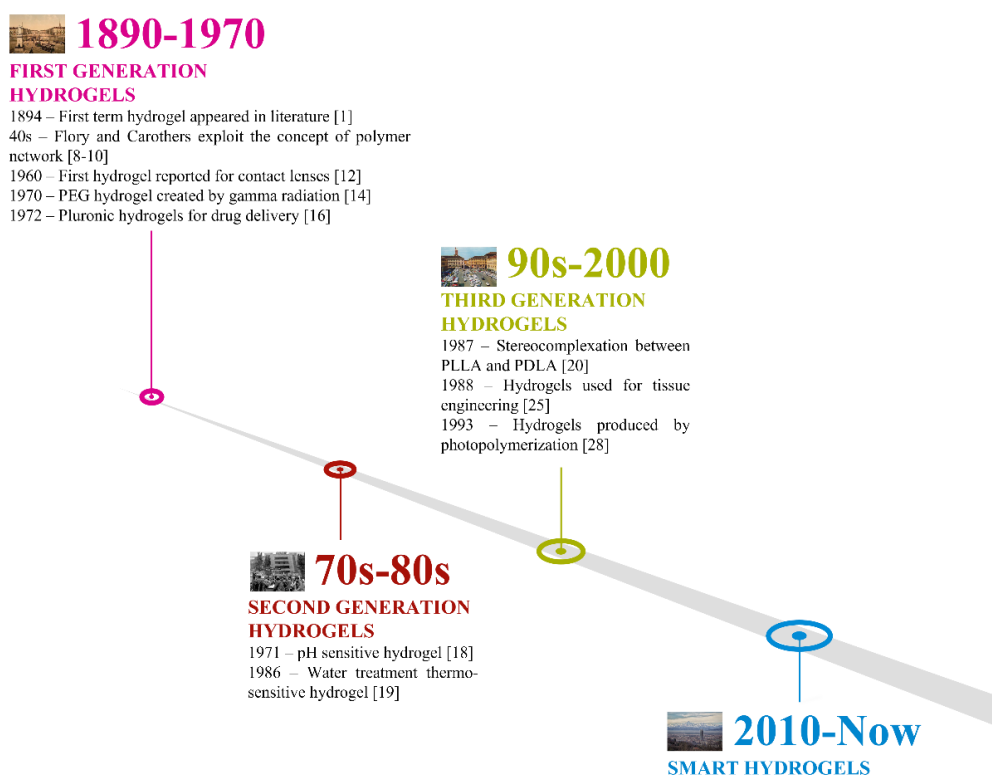 1890-1970
FIRST GENERATION
HYDROGELS
1894 – First term hydrogel appeared in literature [1]
40s – Flory and Carothers exploit the concept of polymer
network [8-10]
1960 – First hydrogel reported for contact lenses [12]
1970 – PEG hydrogel created by gamma radiation [14]
1972 – Pluronic hydrogels for drug delivery [16]
90s-2000
THIRD GENERATION
HYDROGELS
1987 – Stereocomplexation between
PLLA and PDLA [20]
1988 – Hydrogels used for tissue
engineering [25]
1993 – Hydrogels produced by
photopolymerization [28]
70s-80s
SECOND GENERATION
HYDROGELS
1971 – pH sensitive hydrogel [18]
1986 – Water treatment thermo-
sensitive hydrogel [19]
2010-Now
SMART HYDROGELS